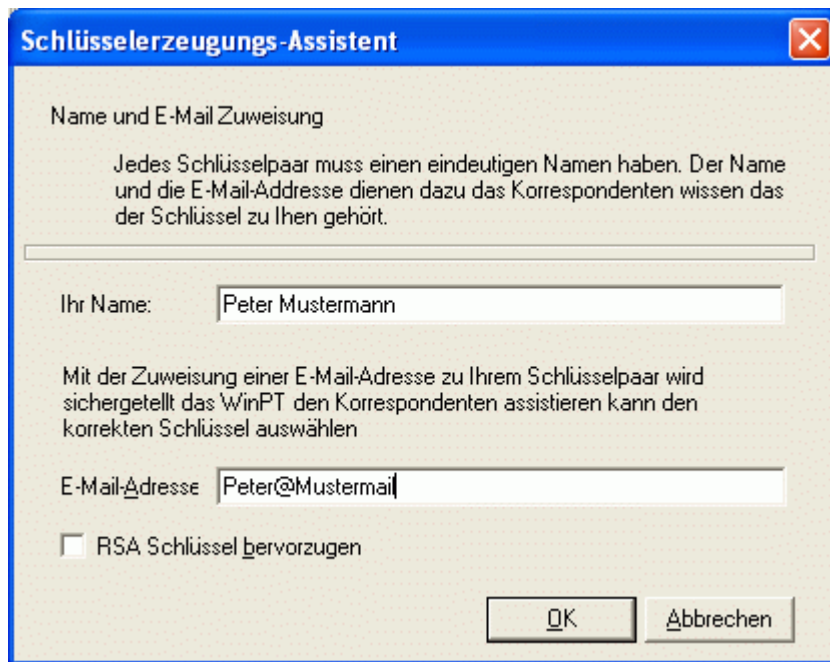 Schlüsselerzeugungs-Assistent
Name und E-Mail Zuweisung
Jedes Schlüsselpaar muss einen eindeutigen Namen haben. Der Name
und die E-Mail-Addresse dienen dazu das Korrespondenten wissen das
der Schlüssel zu Ihen gehört.
Ihr Name: Peter Mustermann
Mit der Zuweisung einer E-Mail-Adresse zu Ihrem Schlüsselpaar wird
sichergetellt das WinPT den Korrespondenten assistieren kann den
korrekten Schlüssel auswählen
E-Mail-Adresse Peter@Mustermail
RSA Schlüssel bervorzugen
OK Abbrechen